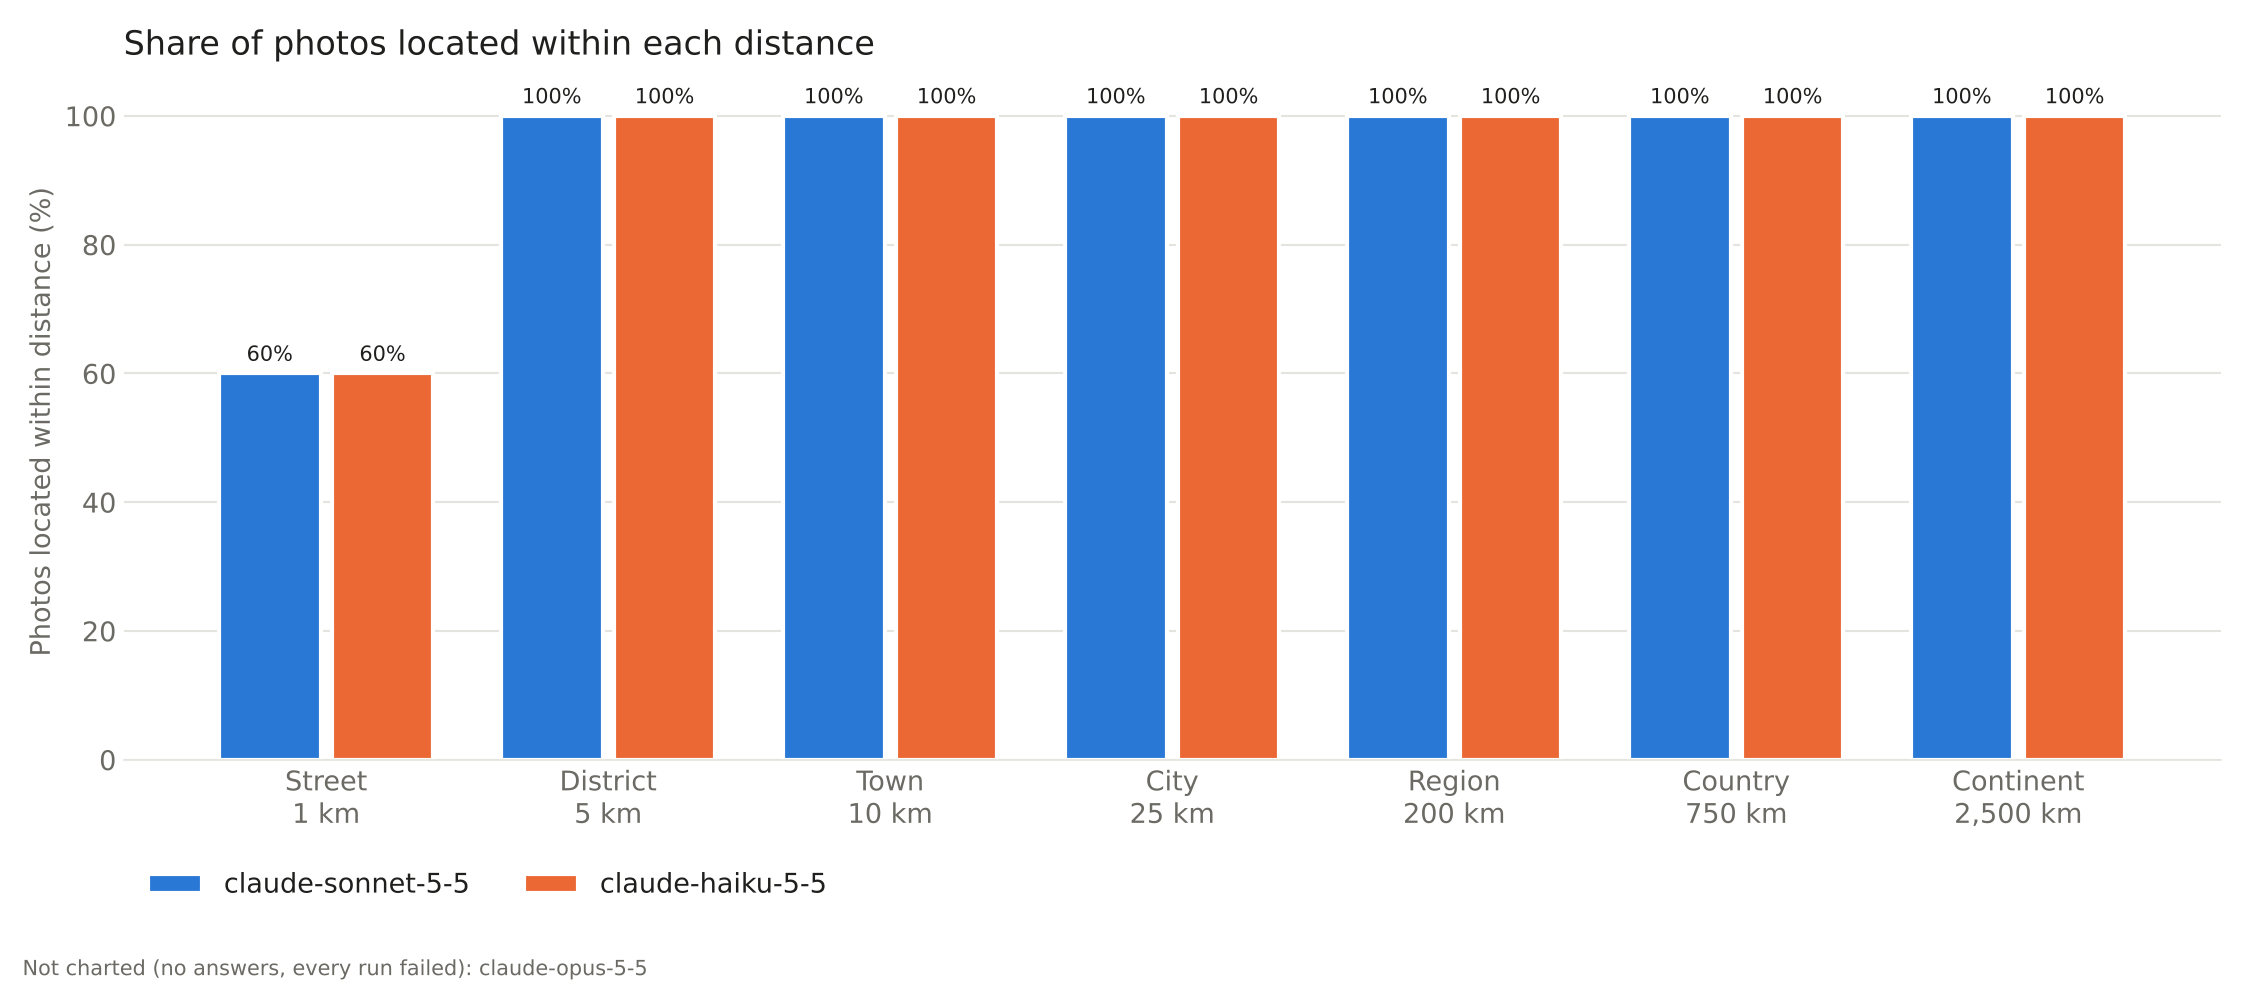 Share of photos located within each distance
Photos located within distance (%)
100
80
60
40
20
0
60% 60%
100% 100%
100% 100%
100% 100%
100% 100%
100% 100%
100% 100%
Street
1 km
District
5 km
Town
10 km
City
25 km
Region
200 km
Country
750 km
Continent
2,500 km
claude-sonnet-5-5
claude-haiku-5-5
Not charted (no answers, every run failed): claude-opus-5-5